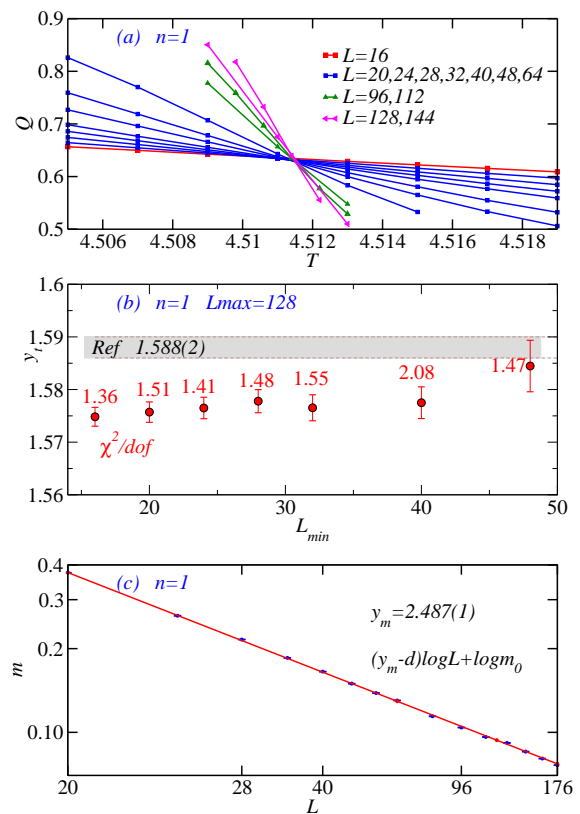 0.9
0.8
0.7
0.6
0.5
Q
(a) n=1
L=16
L=20,24,28,32,40,48,64
L=96,112
L=128,144
4.506 4.508 4.51 4.512 4.514 4.516 4.518
T
1.6
1.59
1.58
1.57
1.56
y_t
(b) n=1 Lmax=128
Ref 1.588(2)
1.36 1.51 1.41 1.48 1.55 2.08 1.47
χ²/dof
20 30 40 50
L_min
0.4
0.3
0.2
0.10
m
(c) n=1
y_m=2.487(1)
(y_m-d)logL+logm_0
20 28 40 96 176
L